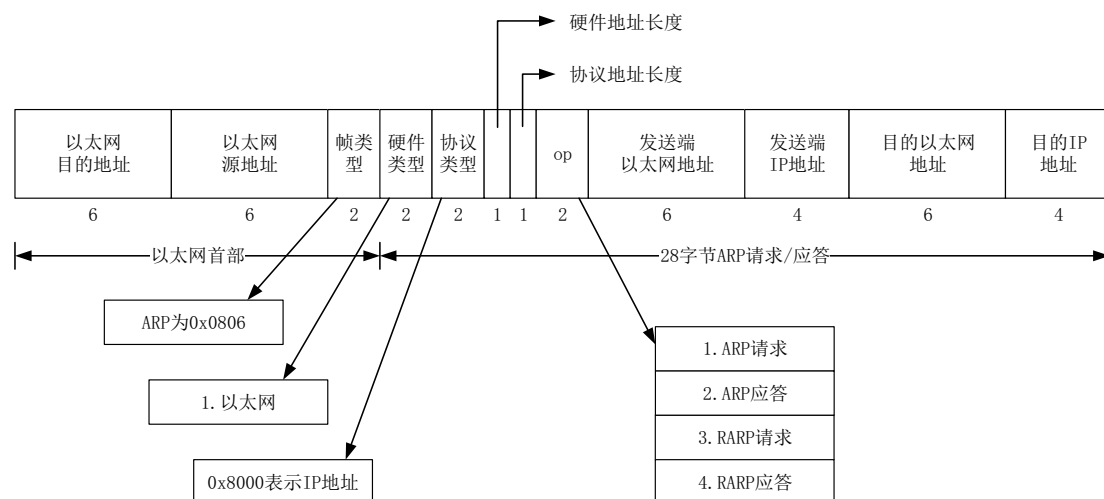 硬件地址长度
协议地址长度
以太网
目的地址
以太网
源地址
帧类
型
硬件
类型
协议
类型
op
发送端
以太网地址
发送端
IP地址
目的以太网
地址
目的IP
地址
6
6
2
2
2
1
1
2
6
4
6
4
以太网首部
28字节ARP请求/应答
ARP为0x0806
1.以太网
0x8000表示IP地址
1.ARP请求
2.ARP应答
3.RARP请求
4.RARP应答